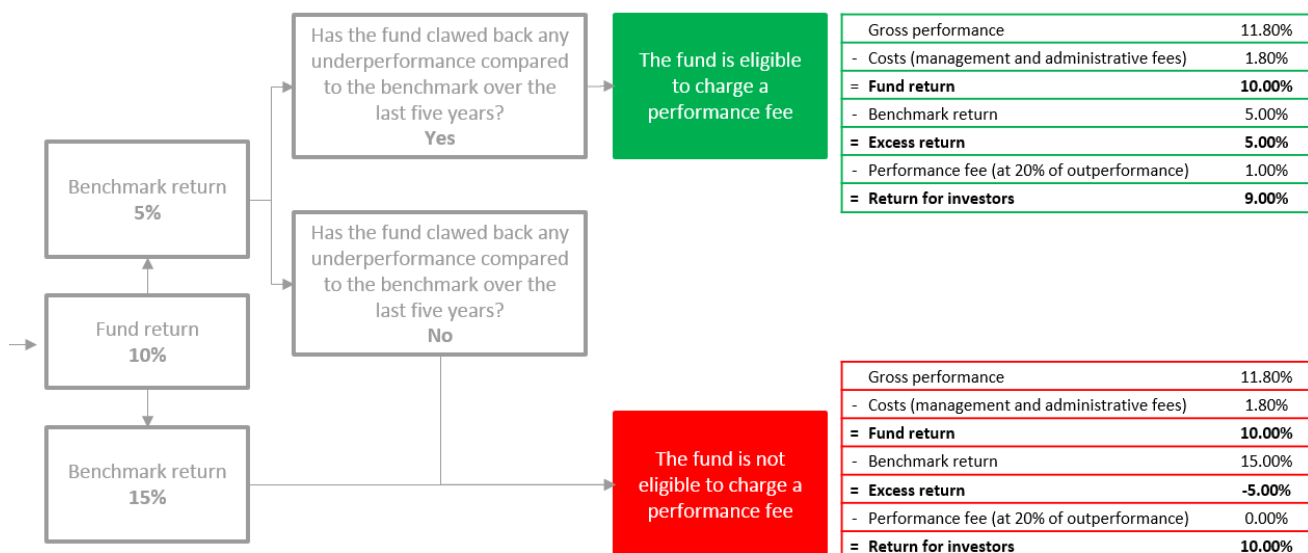 Has the fund clawed back any
underperformance compared
to the benchmark over the
last five years?
Yes
The fund is eligible
to charge a
performance fee
Gross performance 11.80%
- Costs (management and administrative fees) 1.80%
= Fund return 10.00%
- Benchmark return 5.00%
= Excess return 5.00%
- Performance fee (at 20% of outperformance) 1.00%
= Return for investors 9.00%
Benchmark return
5%
Has the fund clawed back any
underperformance compared
to the benchmark over the
last five years?
No
Fund return
10%
Benchmark return
15%
The fund is not
eligible to charge a
performance fee
Gross performance 11.80%
- Costs (management and administrative fees) 1.80%
= Fund return 10.00%
- Benchmark return 15.00%
= Excess return -5.00%
- Performance fee (at 20% of outperformance) 0.00%
= Return for investors 10.00%